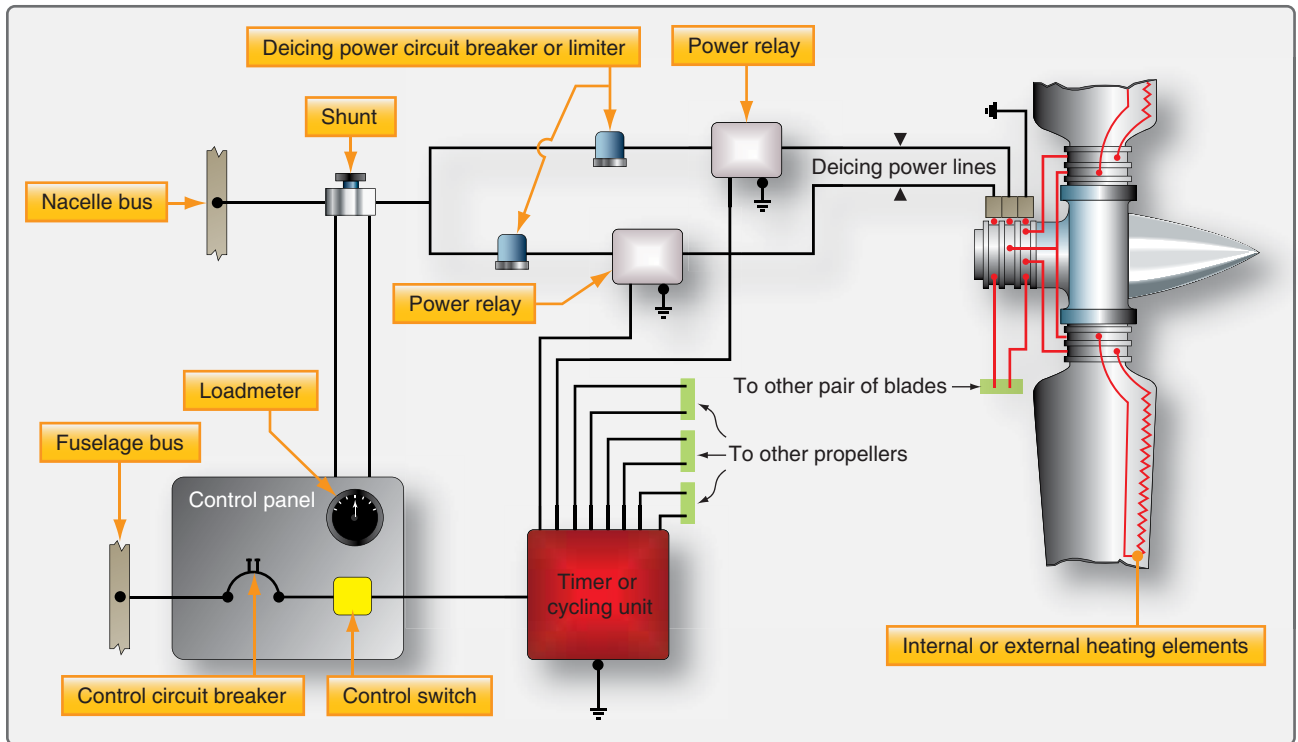 Deicing power circuit breaker or limiter
Power relay
Shunt
Nacelle bus
Deicing power lines
Power relay
Loadmeter
To other pair of blades
Fuselage bus
To other propellers
Control panel
Timer or
cycling unit
Internal or external heating elements
Control circuit breaker
Control switch